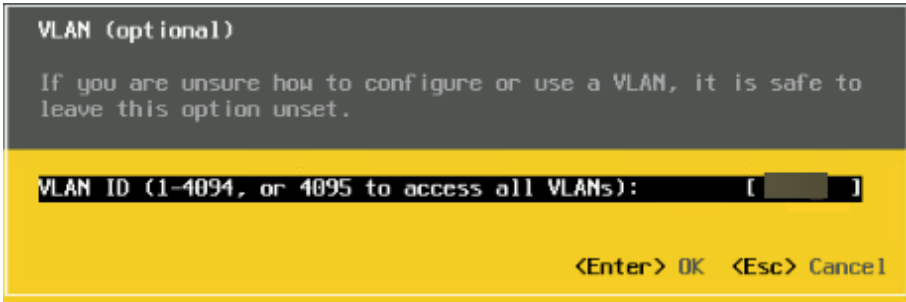 VLAN (optional)
If you are unsure how to configure or use a VLAN, it is safe to
leave this option unset.
VLAN ID (1-4094, or 4095 to access all VLANs): [ ]
<Enter> OK <Esc> Cancel